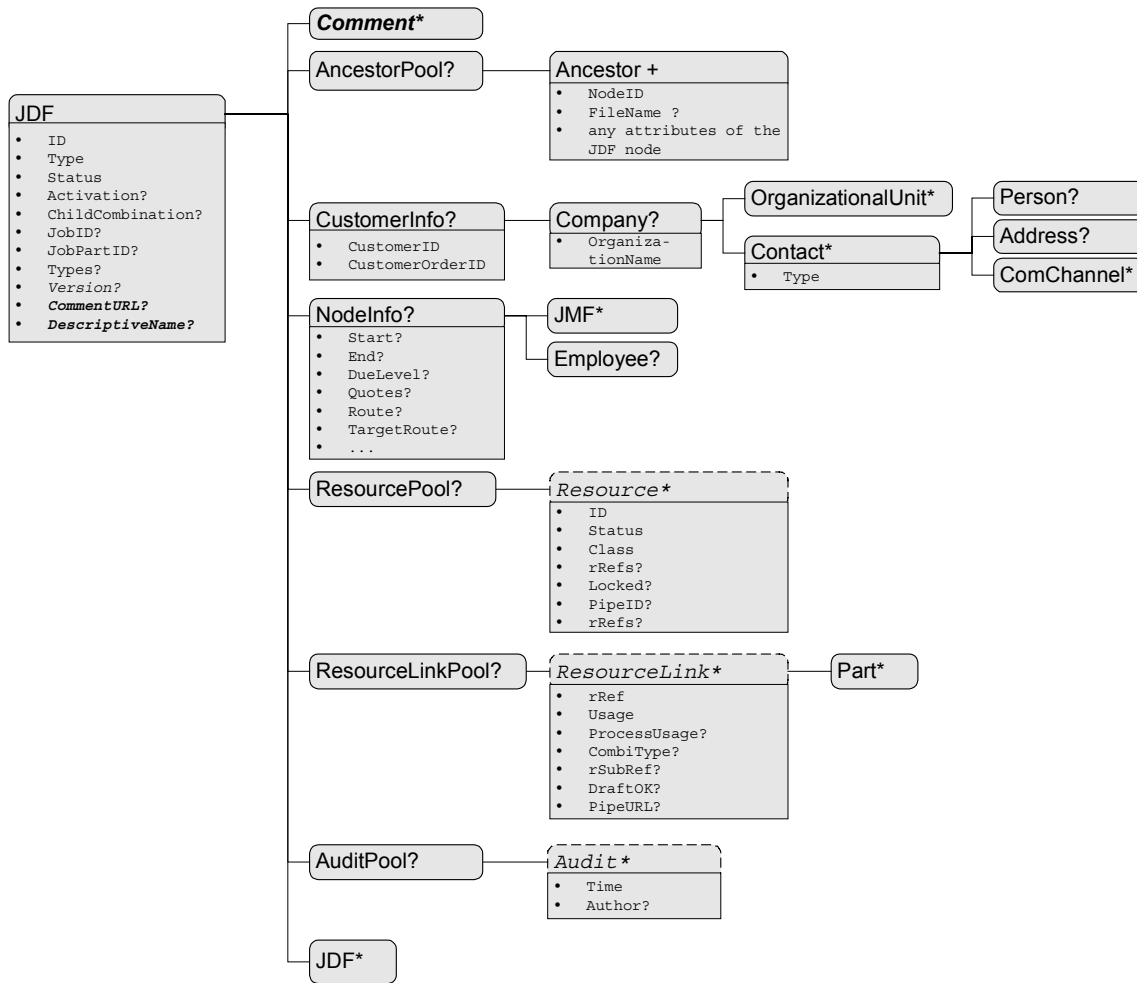 Comment*
AncestorPool?
Ancestor +
• NodeID
• FileName ?
• any attributes of the
JDF node
JDF
• ID
• Type
• Status
• Activation?
• ChildCombination?
• JobID?
• JobPartID?
• Types?
• Version?
• CommentURL?
• DescriptiveName?
CustomerInfo?
• CustomerID
• CustomerOrderID
Company?
• Organiza-
tionName
OrganizationalUnit*
Contact*
• Type
Person?
Address?
ComChannel*
NodeInfo?
• Start?
• End?
• DueLevel?
• Quotes?
• Route?
• TargetRoute?
• ...
JMF*
Employee?
ResourcePool?
Resource*
• ID
• Status
• Class
• rRefs?
• Locked?
• PipeID?
• rRefs?
ResourceLinkPool?
ResourceLink*
• rRef
• Usage
• ProcessUsage?
• CombiType?
• rSubRef?
• DraftOK?
• PipeURL?
Part*
AuditPool?
Audit*
• Time
• Author?
JDF*